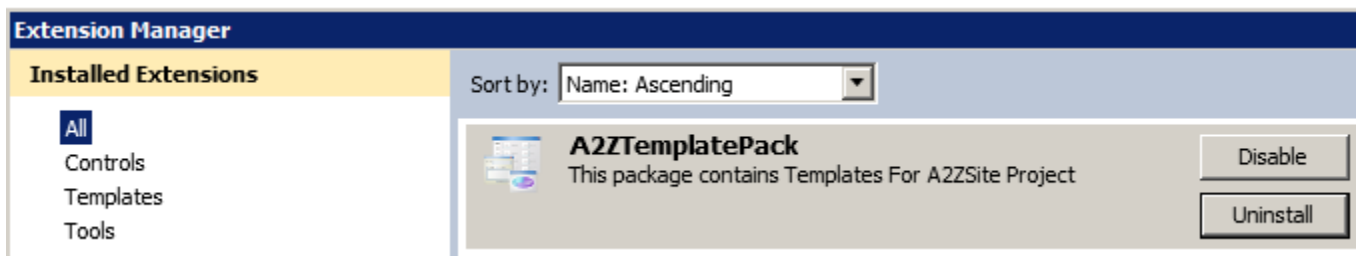 Extension Manager
Installed Extensions
All
Controls
Templates
Tools
Sort by: Name: Ascending
A2ZTemplatePack
This package contains Templates For A2ZSite Project
Disable
Uninstall